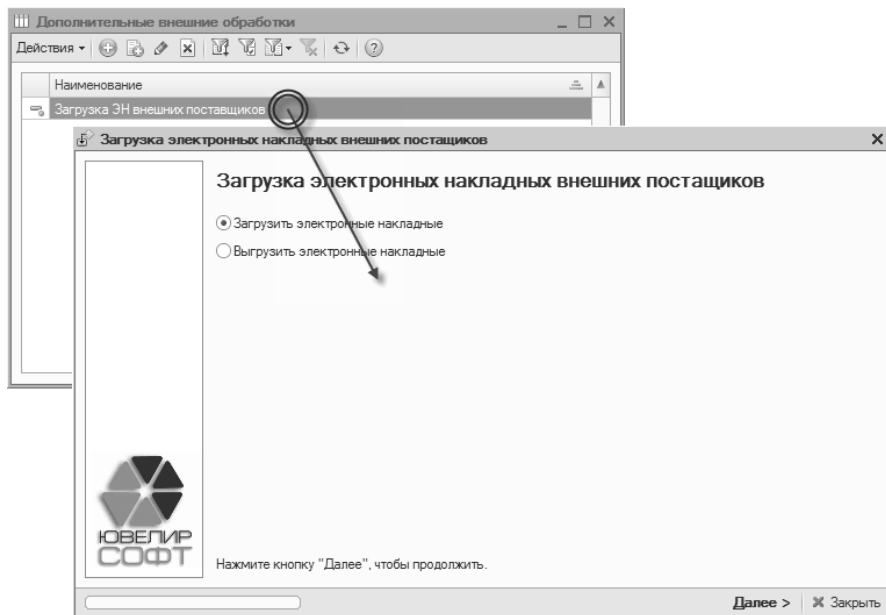 Дополнительные внешние обработки
Действия
Наименование
Загрузка ЭН внешних поставщиков
Загрузка электронных накладных внешних постащиков
Загрузка электронных накладных внешних постащиков
Загрузить электронные накладные
Выгрузить электронные накладные
ЮВЕЛИР
СОФТ
Нажмите кнопку "Далее", чтобы продолжить.
Далее > Закрыть